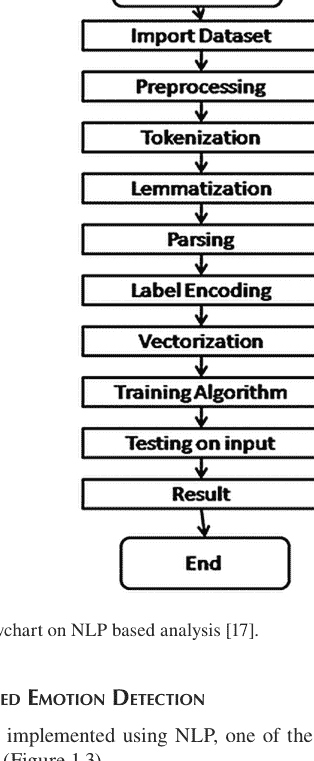 Import Dataset
Preprocessing
Tokenization
Lemmatization
Parsing
Label Encoding
Vectorization
Training Algorithm
Testing on input
Result
End
wchart on NLP based analysis [17].
ED EMOTION DETECTION
implemented using NLP, one of the
(Figure 1.3)